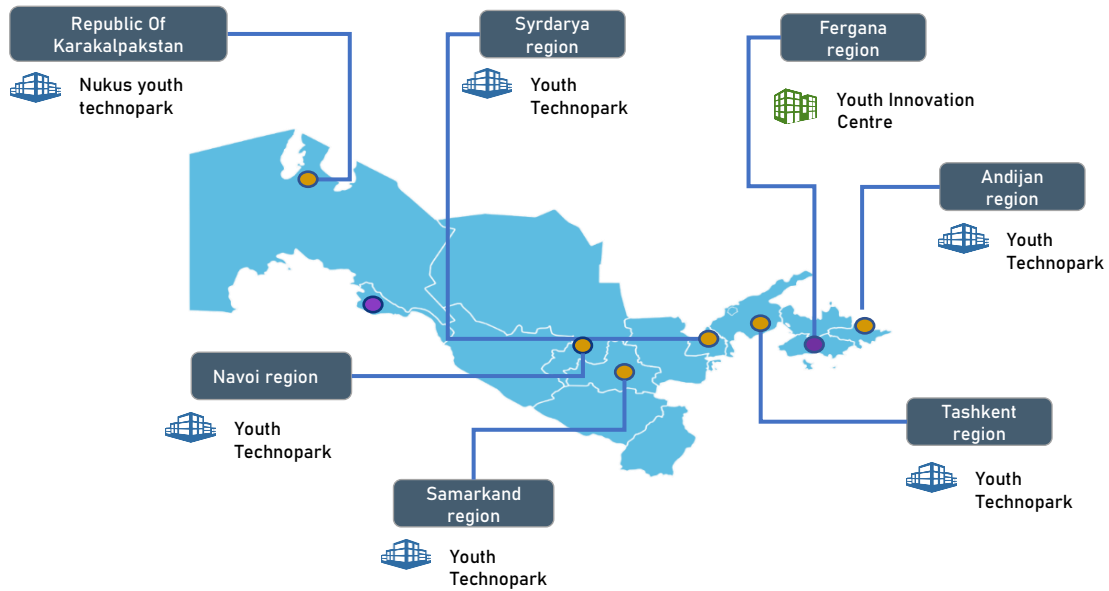 Republic Of
Karakalpakstan
Nukus youth
technopark
Syrdarya
region
Youth
Technopark
Fergana
region
Youth Innovation
Centre
Andijan
region
Youth
Technopark
Navoi region
Youth
Technopark
Tashkent
region
Youth
Technopark
Samarkand
region
Youth
Technopark